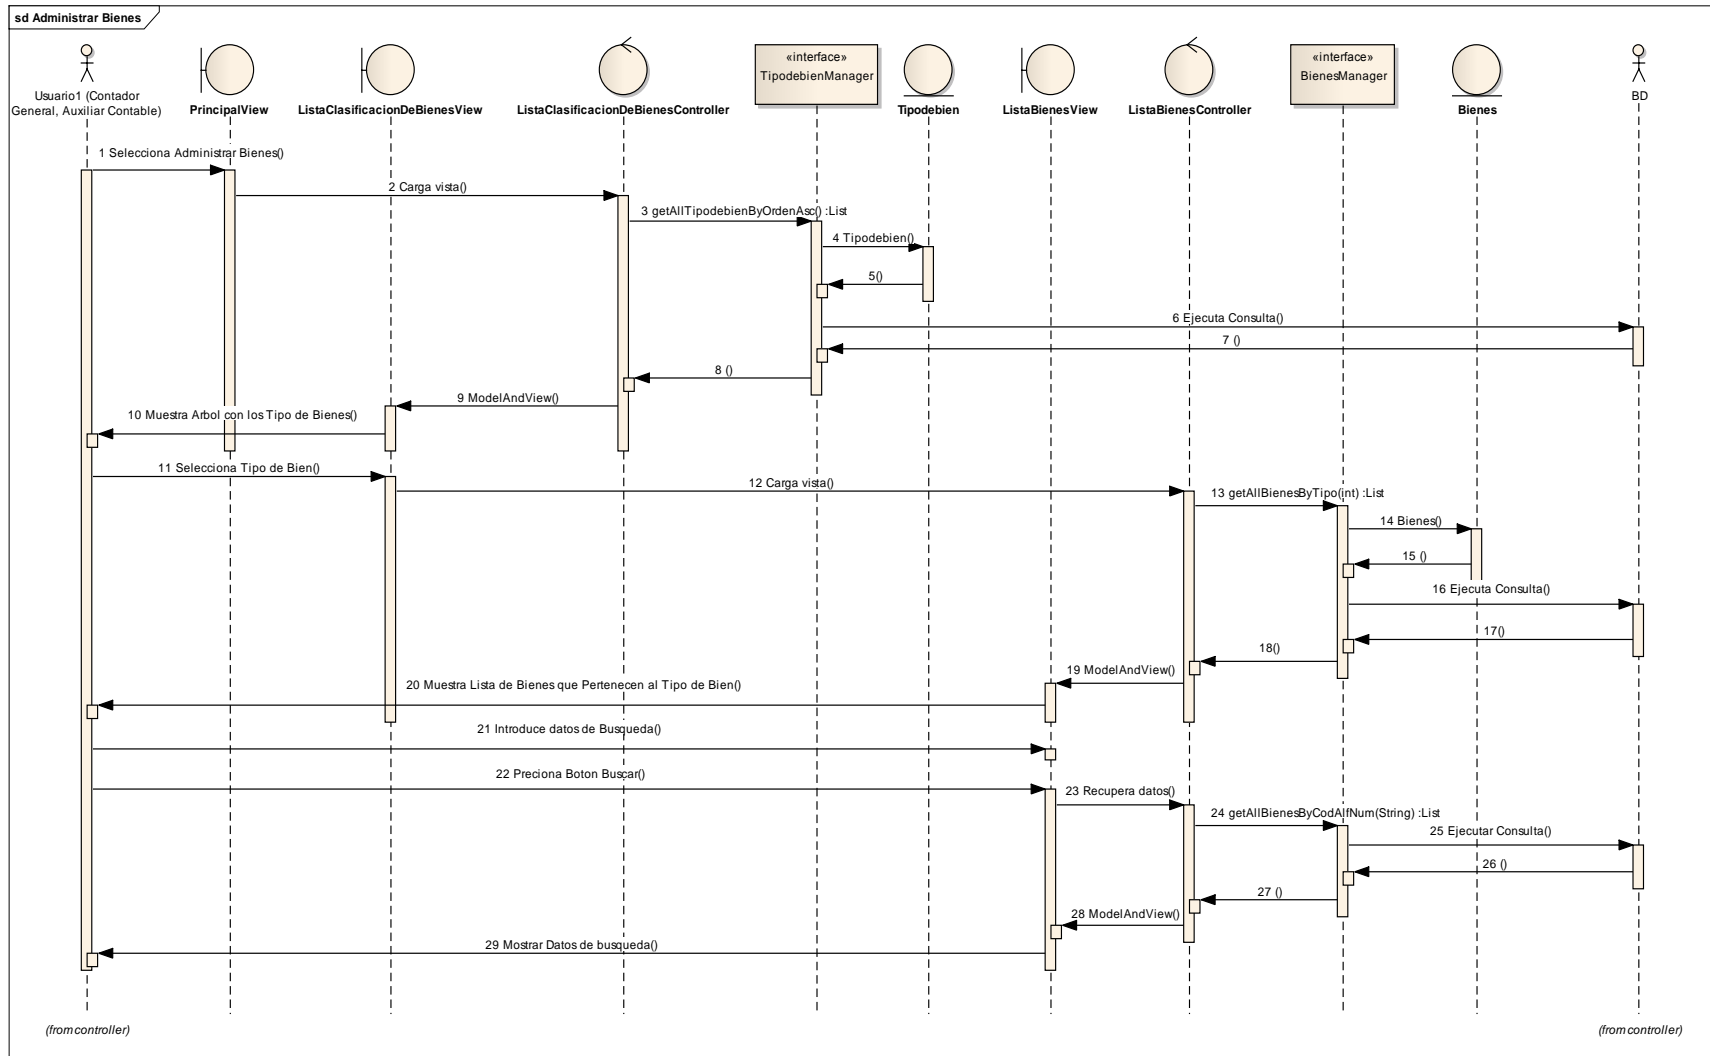 sd Administrar Bienes
Usuario1 (Contador
General, Auxiliar Contable)
PrincipalView
ListaClasificacionDeBienesView
ListaClasificacionDeBienesController
«interface»
TipodebienManager
Tipodebien
ListaBienesView
ListaBienesController
«interface»
BienesManager
Bienes
BD
1 Selecciona Administrar Bienes()
2 Carga vista()
3 getAllTipodebienByOrdenAsc() :List
4 Tipodebien()
5()
6 Ejecuta Consulta()
7 ()
8 ()
9 ModelAndView()
10 Muestra Arbol con los Tipo de Bienes()
11 Selecciona Tipo de Bien()
12 Carga vista()
13 getAllBienesByTipo(int) :List
14 Bienes()
15 ()
16 Ejecuta Consulta()
17()
18()
19 ModelAndView()
20 Muestra Lista de Bienes que Pertenecen al Tipo de Bien()
21 Introduce datos de Busqueda()
22 Preciona Boton Buscar()
23 Recupera datos()
24 getAllBienesByCodAlfNum(String) :List
25 Ejecutar Consulta()
26 ()
27 ()
28 ModelAndView()
29 Mostrar Datos de busqueda()
(from controller)
(from controller)